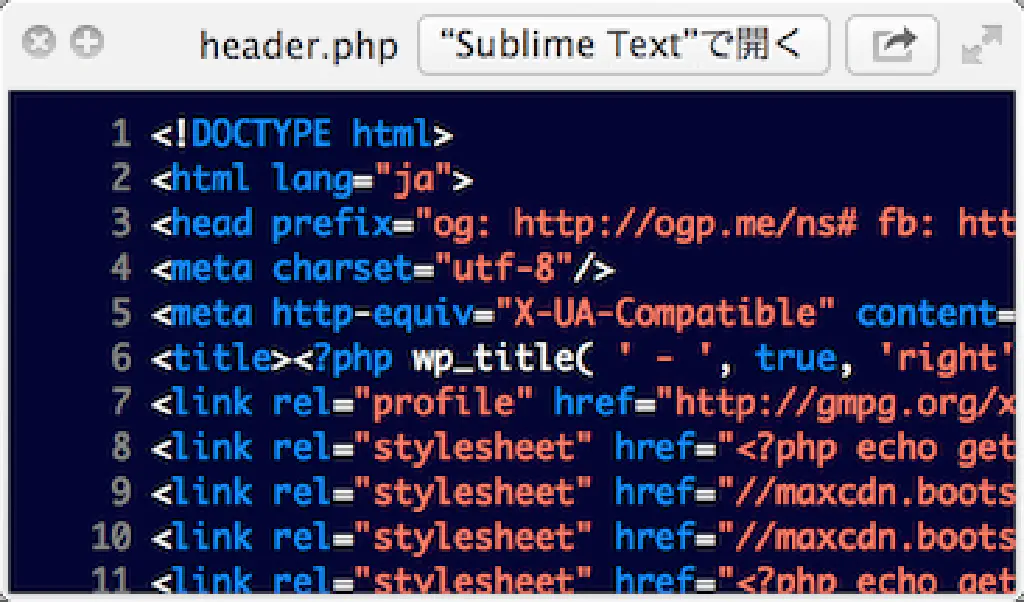 header.php "Sublime Text"で開く
1 <!DOCTYPE html>
2 <html lang="ja">
3 <head prefix="og: http://ogp.me/ns# fb: htt
4 <meta charset="utf-8"/>
5 <meta http-equiv="X-UA-Compatible" content=
6 <title><?php wp_title( ' - ', true, 'right'
7 <link rel="profile" href="http://gmpg.org/x
8 <link rel="stylesheet" href="<?php echo get
9 <link rel="stylesheet" href="//maxcdn.boots
10 <link rel="stylesheet" href="//maxcdn.boots
11 <link rel="stylesheet" href="<?php echo get